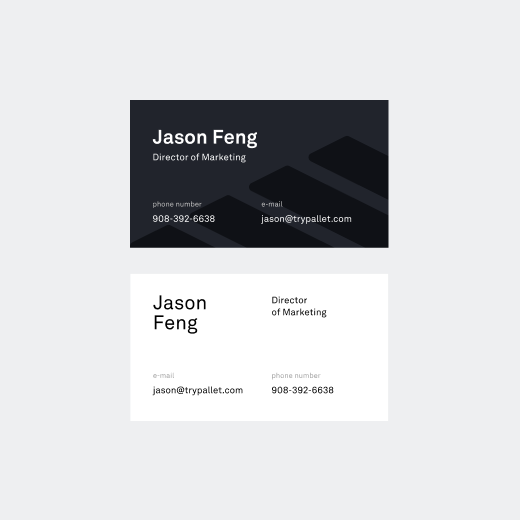 Jason Feng
Director of Marketing
phone number e-mail
908-392-6638 jason@trypallet.com
Jason
Feng
Director
of Marketing
e-mail phone number
jason@trypallet.com 908-392-6638